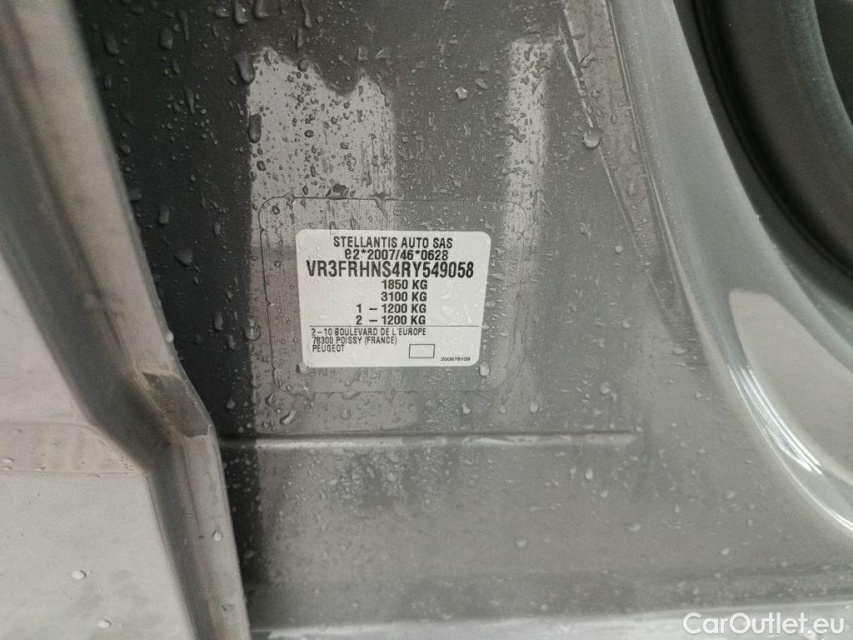 STELLANTIS AUTO SAS
e2*2007/46*0628
VR3FRHNS4RY549058
1850 KG
3100 KG
1 – 1200 KG
2 – 1200 KG
2–10 BOULEVARD DE L'EUROPE
78300 POISSY (FRANCE)
PEUGEOT
CarOutlet.eu